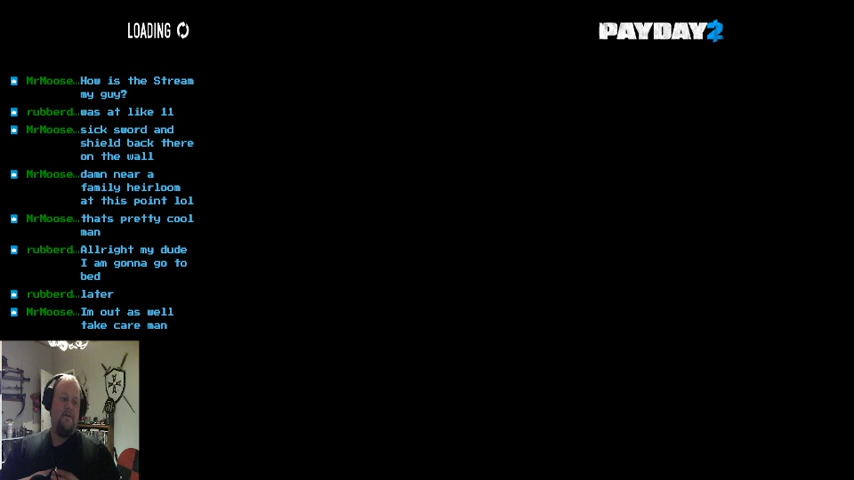 LOADING
PAYDAY2
MrMoose… How is the Stream
my guy?
rubberd… was at like 11
MrMoose… sick sword and
shield back there
on the wall
MrMoose… damn near a
family heirloom
at this point lol
MrMoose… thats pretty cool
man
rubberd… Allright my dude
I am gonna go to
bed
rubberd… later
MrMoose… Im out as well
take care man